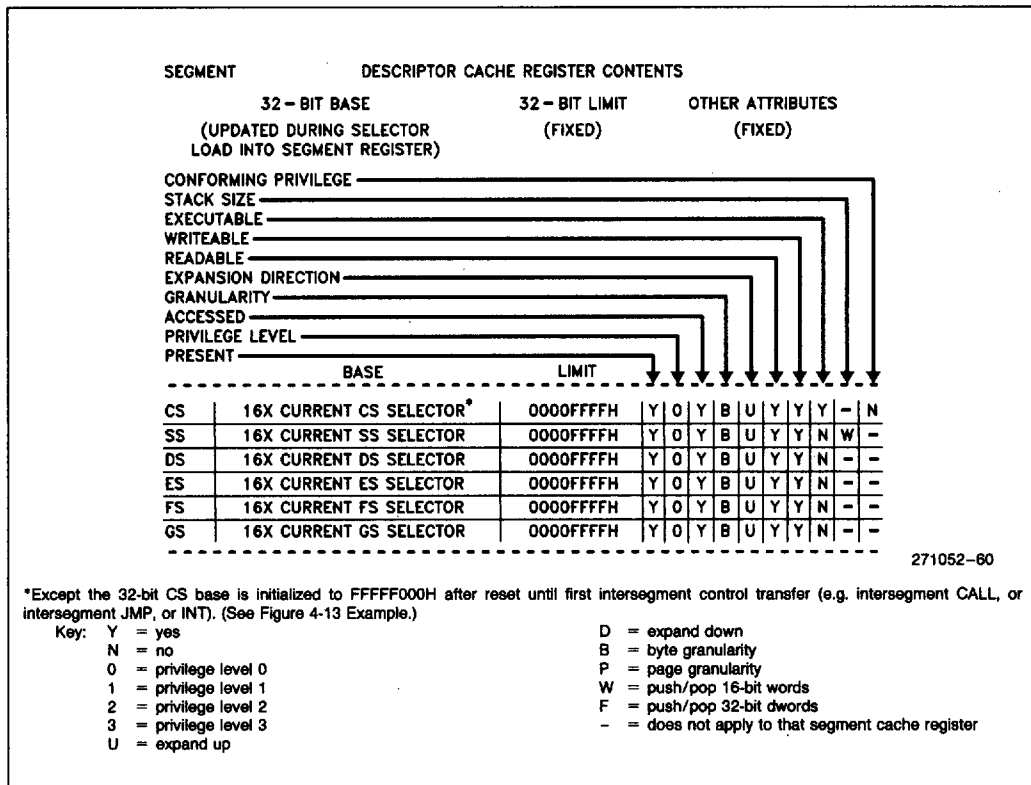 SEGMENT DESCRIPTOR CACHE REGISTER CONTENTS
32 – BIT BASE 32 – BIT LIMIT OTHER ATTRIBUTES
(UPDATED DURING SELECTOR (FIXED) (FIXED)
LOAD INTO SEGMENT REGISTER)
CONFORMING PRIVILEGE
STACK SIZE
EXECUTABLE
WRITEABLE
READABLE
EXPANSION DIRECTION
GRANULARITY
ACCESSED
PRIVILEGE LEVEL
PRESENT
BASE LIMIT
CS 16X CURRENT CS SELECTOR* 0000FFFFH Y 0 Y B U Y Y Y – N
SS 16X CURRENT SS SELECTOR 0000FFFFH Y 0 Y B U Y Y N W –
DS 16X CURRENT DS SELECTOR 0000FFFFH Y 0 Y B U Y Y N – –
ES 16X CURRENT ES SELECTOR 0000FFFFH Y 0 Y B U Y Y N – –
FS 16X CURRENT FS SELECTOR 0000FFFFH Y 0 Y B U Y Y N – –
GS 16X CURRENT GS SELECTOR 0000FFFFH Y 0 Y B U Y Y N – –
271052–60
*Except the 32-bit CS base is initialized to FFFFF000H after reset until first intersegment control transfer (e.g. intersegment CALL, or
intersegment JMP, or INT). (See Figure 4-13 Example.)
Key: Y = yes D = expand down
N = no B = byte granularity
0 = privilege level 0 P = page granularity
1 = privilege level 1 W = push/pop 16-bit words
2 = privilege level 2 F = push/pop 32-bit dwords
3 = privilege level 3 – = does not apply to that segment cache register
U = expand up